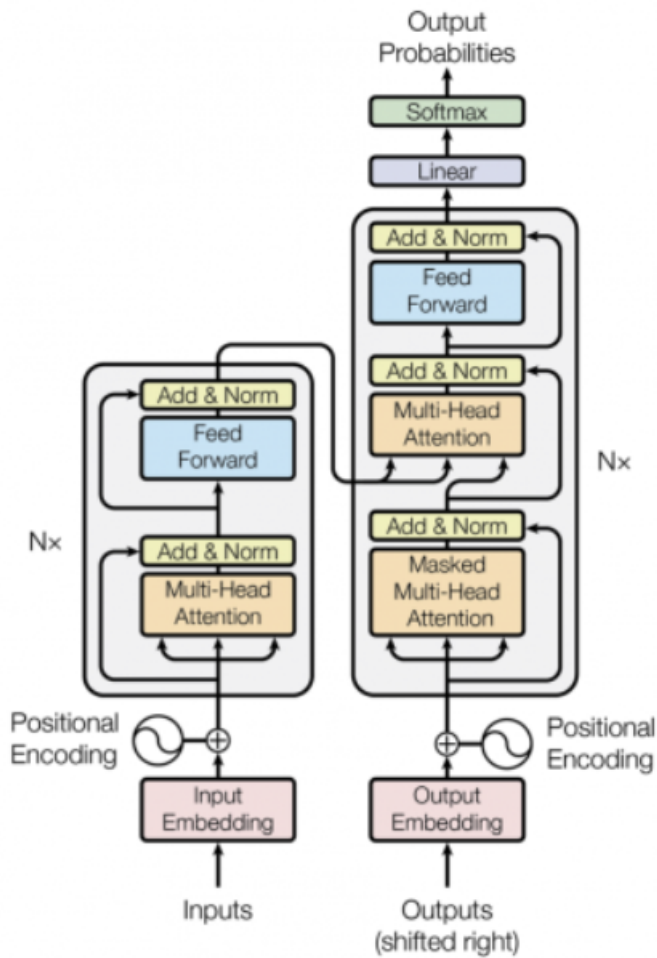 Output
Probabilities
Softmax
Linear
Add & Norm
Feed
Forward
Add & Norm
Multi-Head
Attention
Add & Norm
Masked
Multi-Head
Attention
Nx
Add & Norm
Feed
Forward
Add & Norm
Multi-Head
Attention
Nx
Positional
Encoding
Positional
Encoding
Input
Embedding
Output
Embedding
Inputs
Outputs
(shifted right)